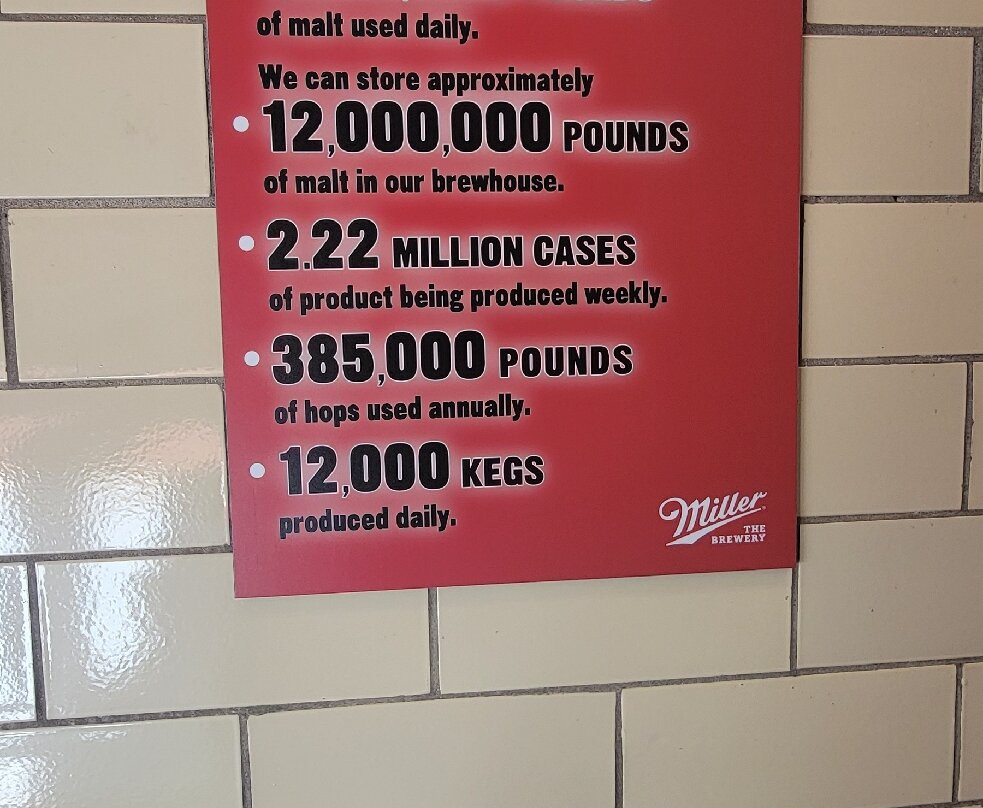 of malt used daily.
We can store approximately
• 12,000,000 POUNDS
of malt in our brewhouse.
• 2.22 MILLION CASES
of product being produced weekly.
• 385,000 POUNDS
of hops used annually.
• 12,000 KEGS
produced daily.
Miller
THE
BREWERY